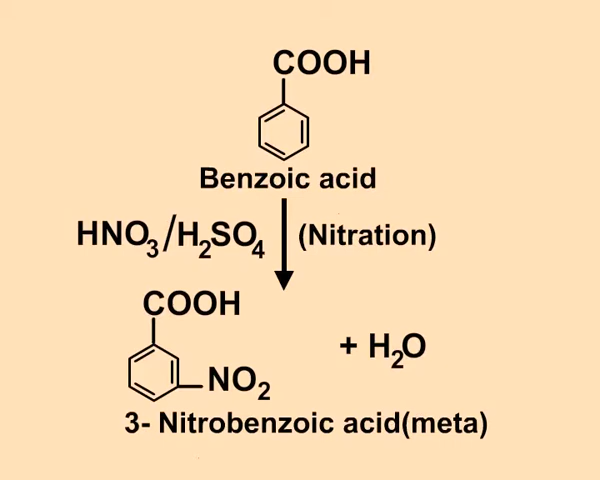 COOH
Benzoic acid
HNO₃/H₂SO₄ (Nitration)
COOH
+ H₂O
NO₂
3- Nitrobenzoic acid(meta)